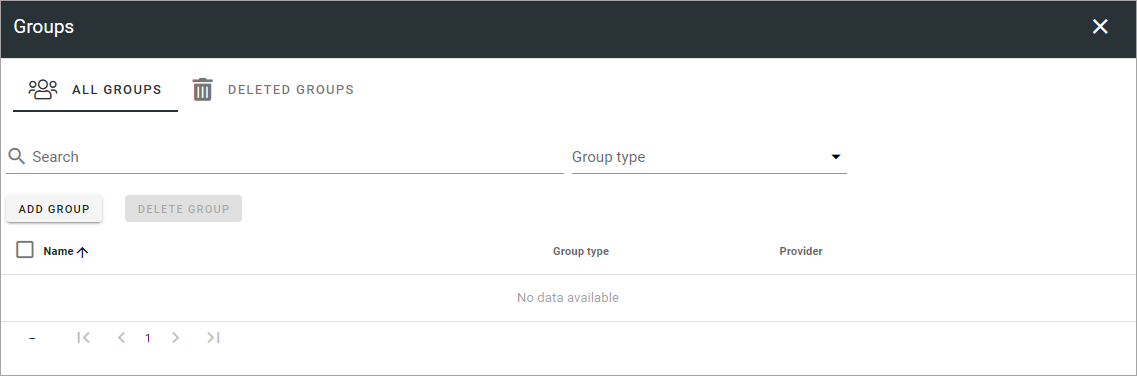 Groups
ALL GROUPS DELETED GROUPS
Search Group type
ADD GROUP DELETE GROUP
Name Group type Provider
No data available
– 1